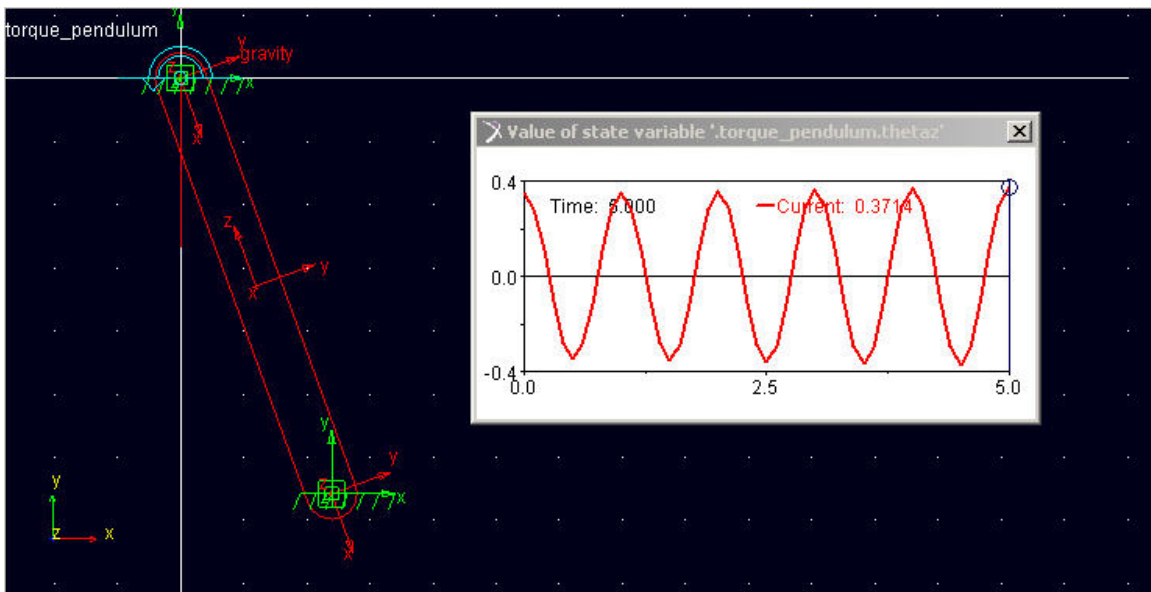 y
torque_pendulum
y
gravity
x
x
Value of state variable '.torque_pendulum.thetaz'
0.4
Time: 5.000
Current: 0.3714
z
y
x
0.0
-0.4
0.0
2.5
5.0
y
y
x
x
y
z
x